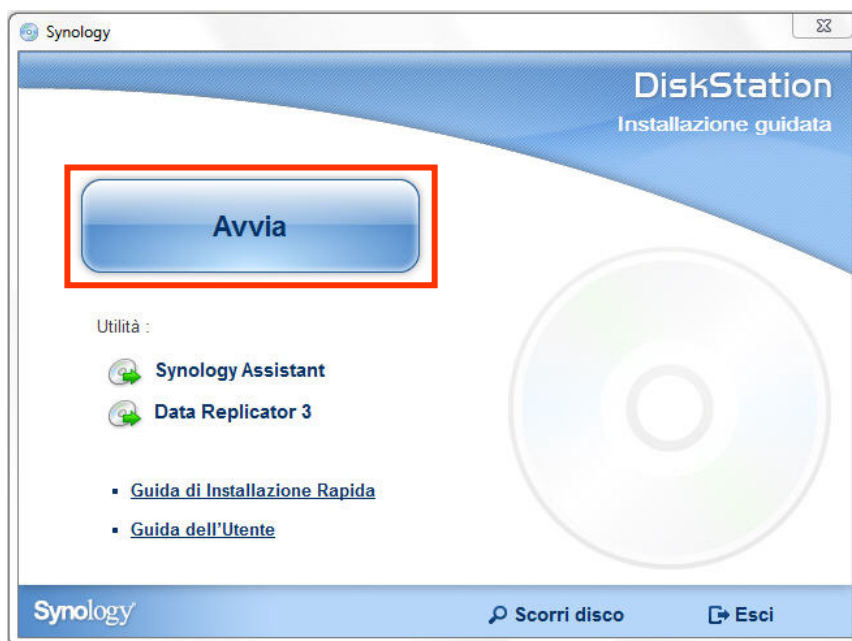 Synology
DiskStation
Installazione guidata
Avvia
Utilità :
Synology Assistant
Data Replicator 3
Guida di Installazione Rapida
Guida dell'Utente
Synology
Scorri disco
Esci